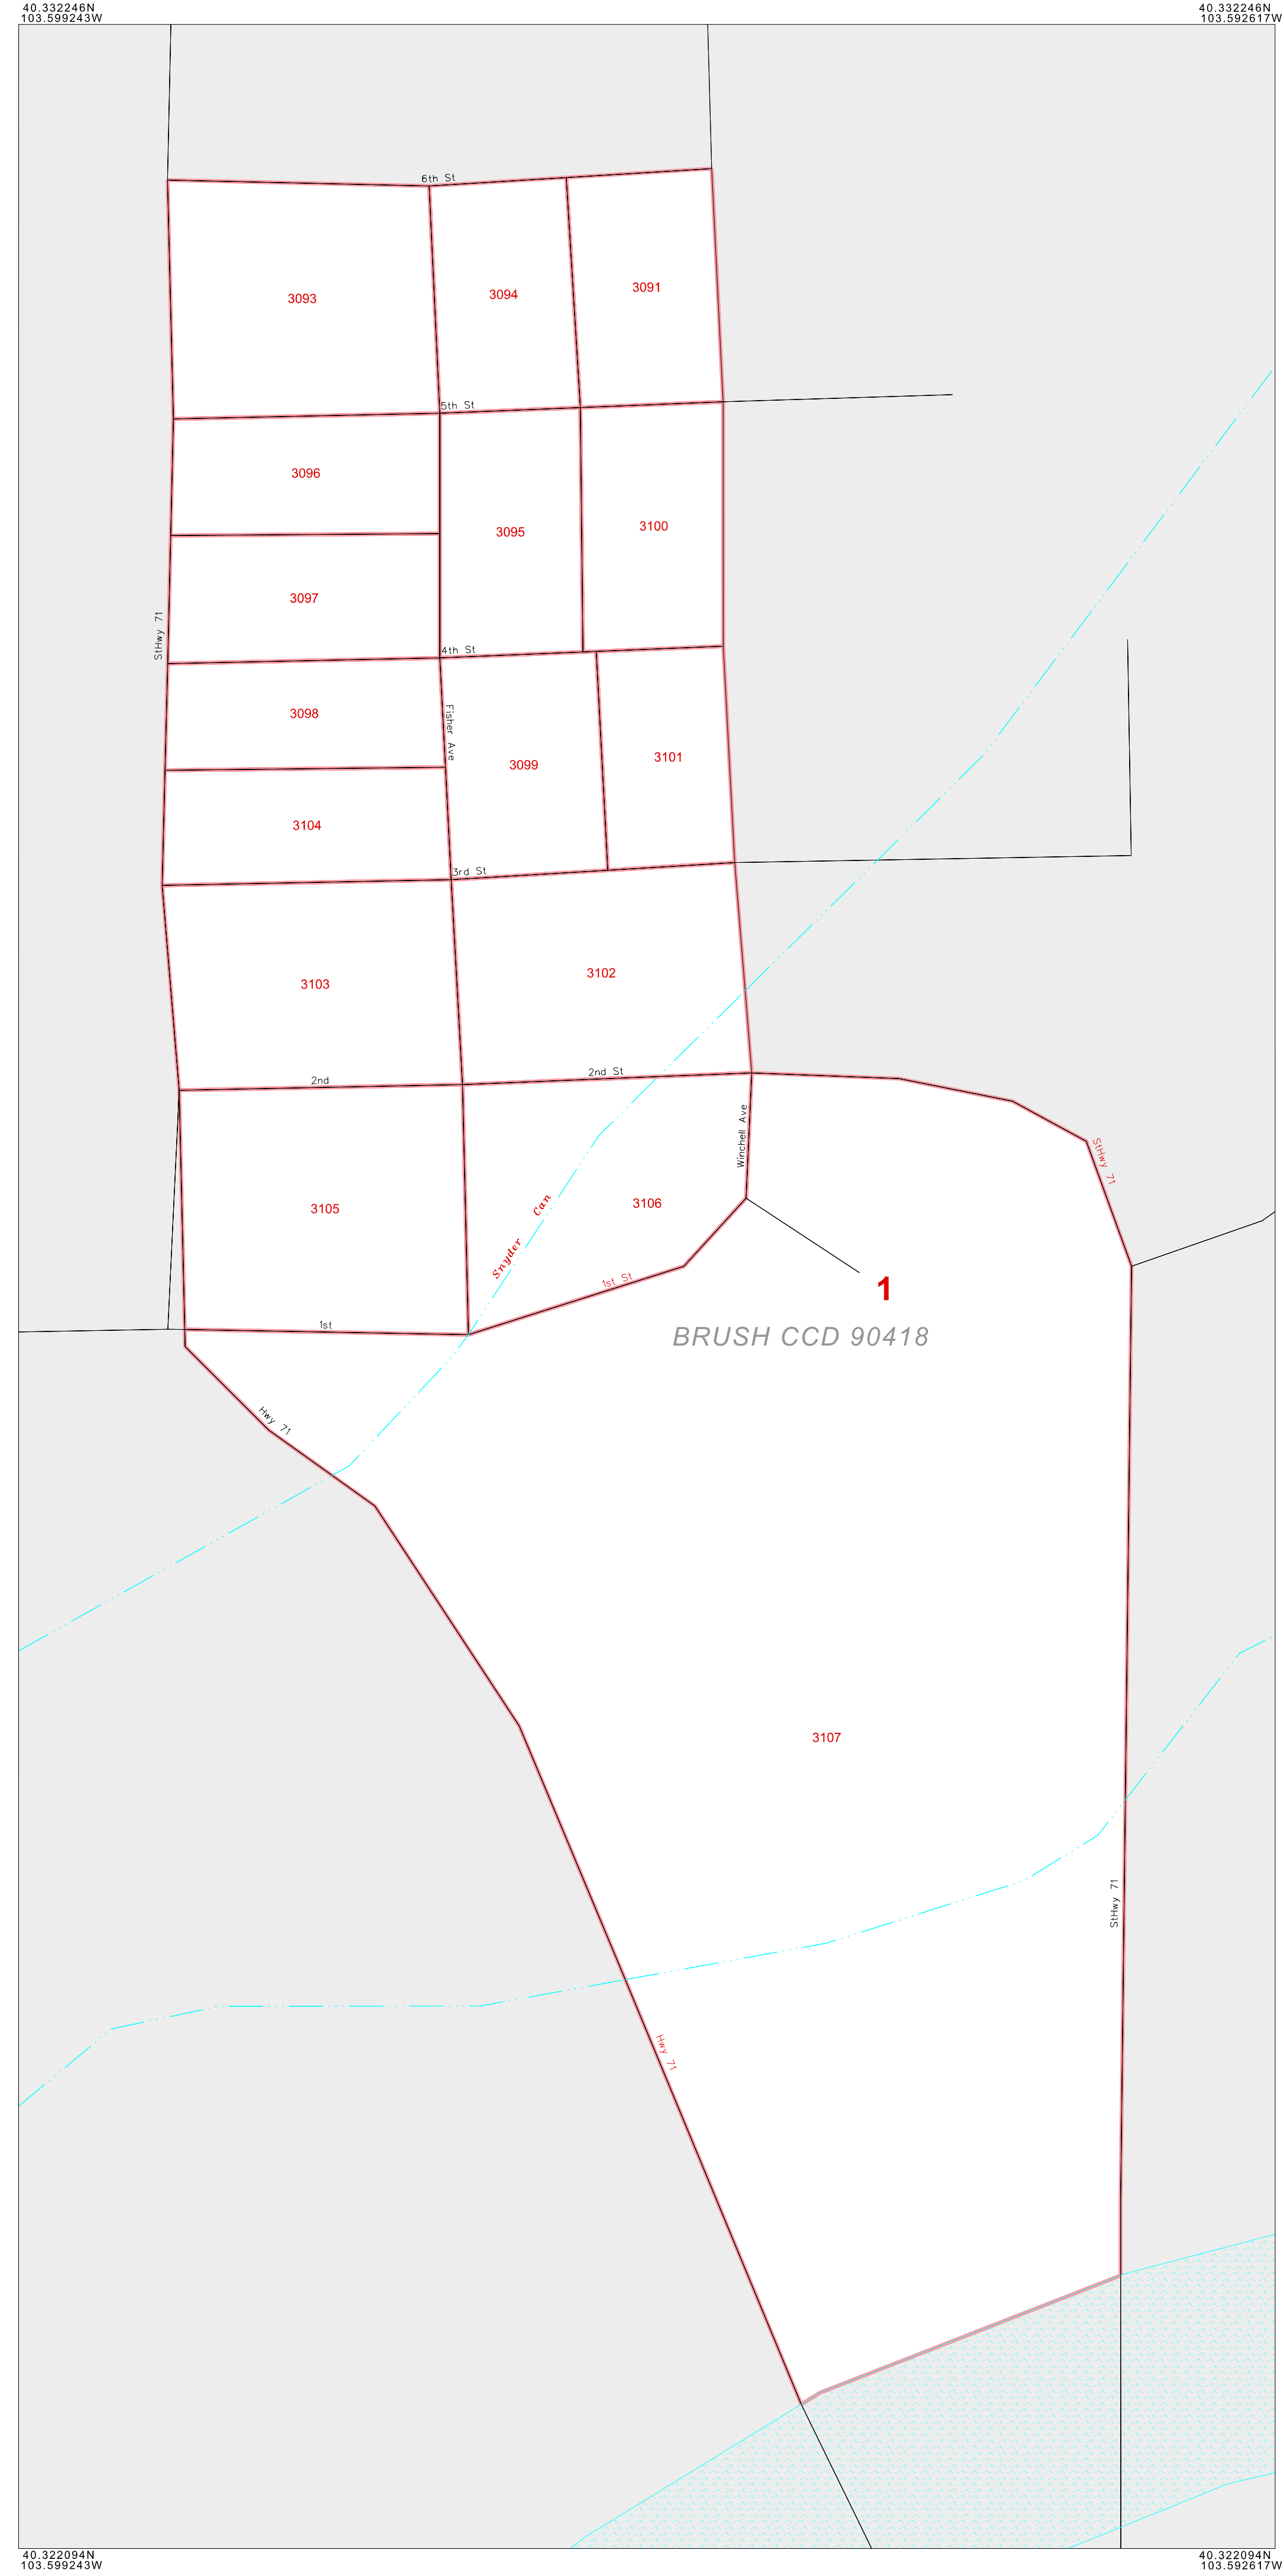 40.332246N
103.599243W
40.332246N
103.592617W
6th St
3093
3094
3091
5th St
3096
3095
3100
3097
StHwy 71
4th St
3098
Fisher Ave
3099
3101
3104
3rd St
3103
3102
2nd
2nd St
Winchell Ave
StHwy 71
3105
3106
Snyder Can
1st St
1
1st
BRUSH CCD 90418
Hwy 71
3107
StHwy 71
Hwy 71
40.322094N
103.599243W
40.322094N
103.592617W